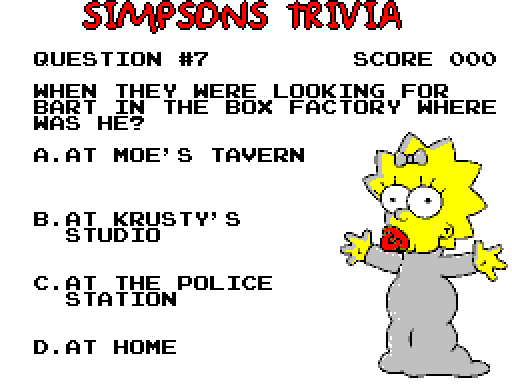 SIMPSONS TRIVIA
QUESTION #7 SCORE 000
WHEN THEY WERE LOOKING FOR
BART IN THE BOX FACTORY WHERE
WAS HE?
A.AT MOE'S TAVERN
B.AT KRUSTY'S
STUDIO
C.AT THE POLICE
STATION
D.AT HOME